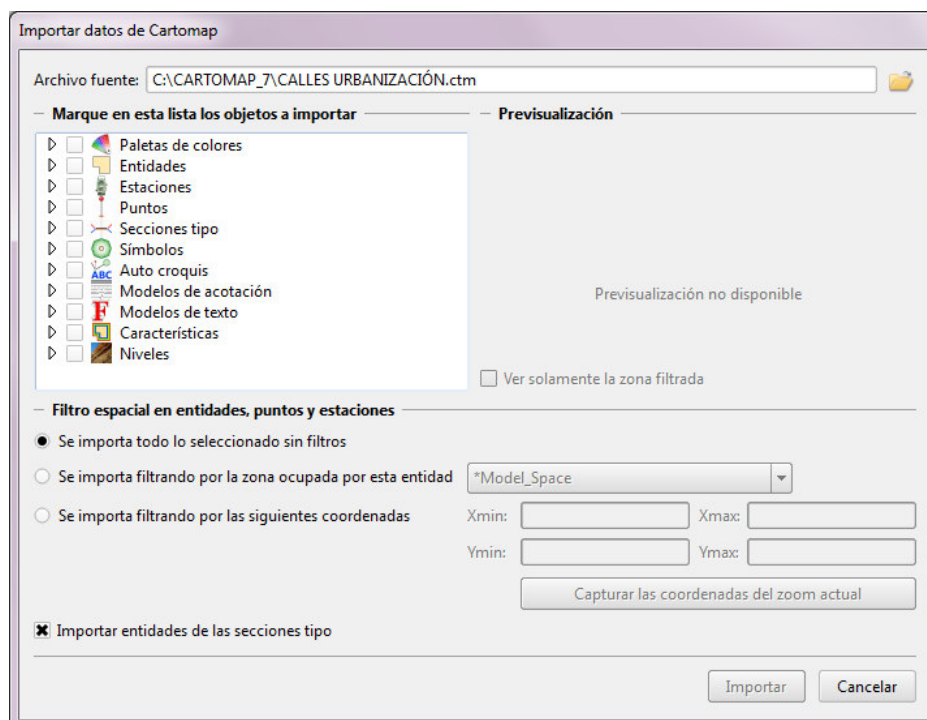 Importar datos de Cartomap
Archivo fuente: C:\CARTOMAP_7\CALLES URBANIZACIÓN.ctm
Marque en esta lista los objetos a importar
Previsualización
Paletas de colores
Entidades
Estaciones
Puntos
Secciones tipo
Símbolos
ABC Auto croquis
Modelos de acotación
F Modelos de texto
Características
Niveles
Previsualización no disponible
Ver solamente la zona filtrada
Filtro espacial en entidades, puntos y estaciones
Se importa todo lo seleccionado sin filtros
Se importa filtrando por la zona ocupada por esta entidad *Model_Space
Se importa filtrando por las siguientes coordenadas Xmin: Xmax:
Ymin: Ymax:
Capturar las coordenadas del zoom actual
Importar entidades de las secciones tipo
Importar Cancelar